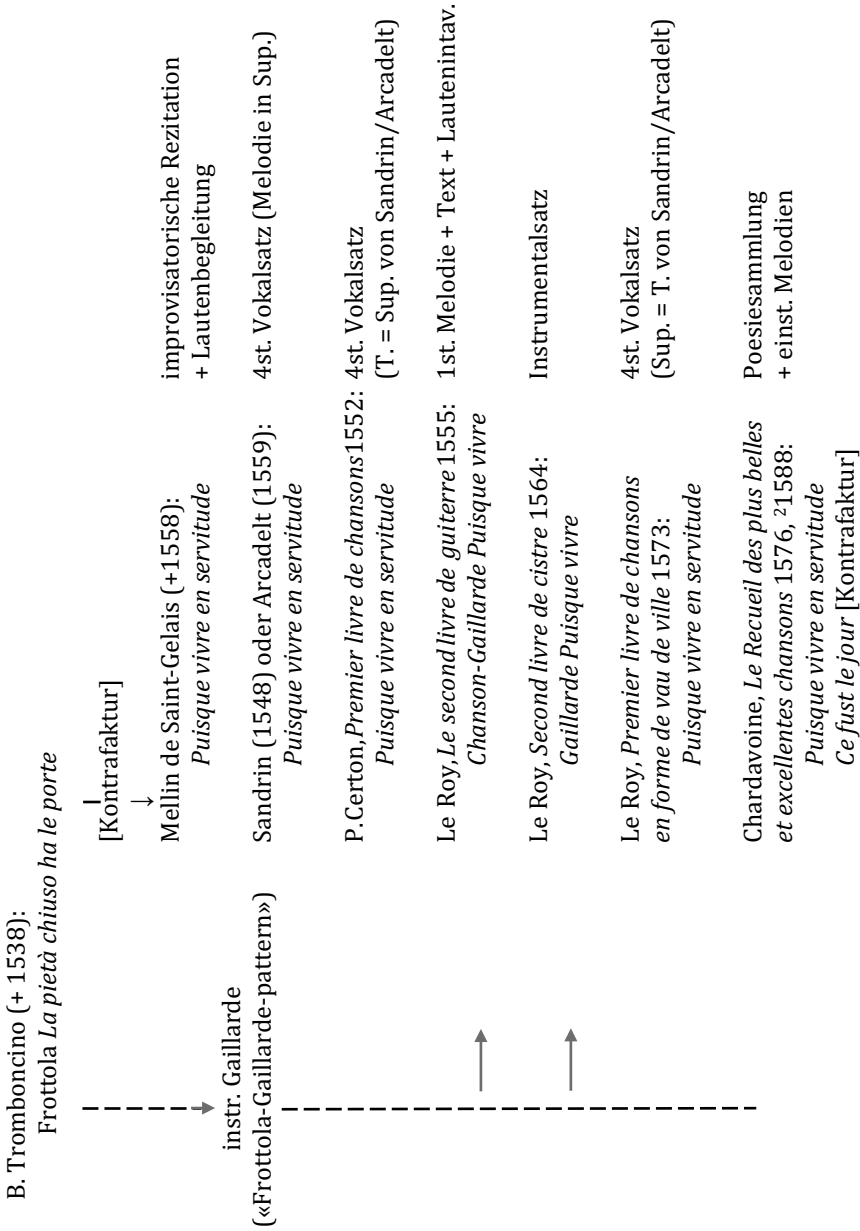 B. Tromboncino (+ 1538):
Frottola La pietà chiuso ha le porte
[Kontrafaktur]
↓
instr. Gaillarde
(«Frottola-Gaillarde-pattern»)
Mellin de Saint-Gelais (+1558):
Puisque vivre en servitude
improvisatorische Rezitation
+ Lautenbegleitung
Sandrin (1548) oder Arcadelt (1559):
Puisque vivre en servitude
4st. Vokalsatz (Melodie in Sup.)
P. Certon, Premier livre de chansons 1552:
Puisque vivre en servitude
4st. Vokalsatz
(T. = Sup. von Sandrin/Arcadelt)
Le Roy, Le second livre de guiterre 1555:
Chanson-Gaillarde Puisque vivre
1st. Melodie + Text + Lautenintav.
Le Roy, Second livre de cistre 1564:
Gaillarde Puisque vivre
Instrumentalsatz
Le Roy, Premier livre de chansons
en forme de vau de ville 1573:
Puisque vivre en servitude
4st. Vokalsatz
(Sup. = T. von Sandrin/Arcadelt)
Chardavoine, Le Recueil des plus belles
et excellentes chansons 1576, ²1588:
Puisque vivre en servitude
Ce fust le jour [Kontrafaktur]
Poesiesammlung
+ einst. Melodien